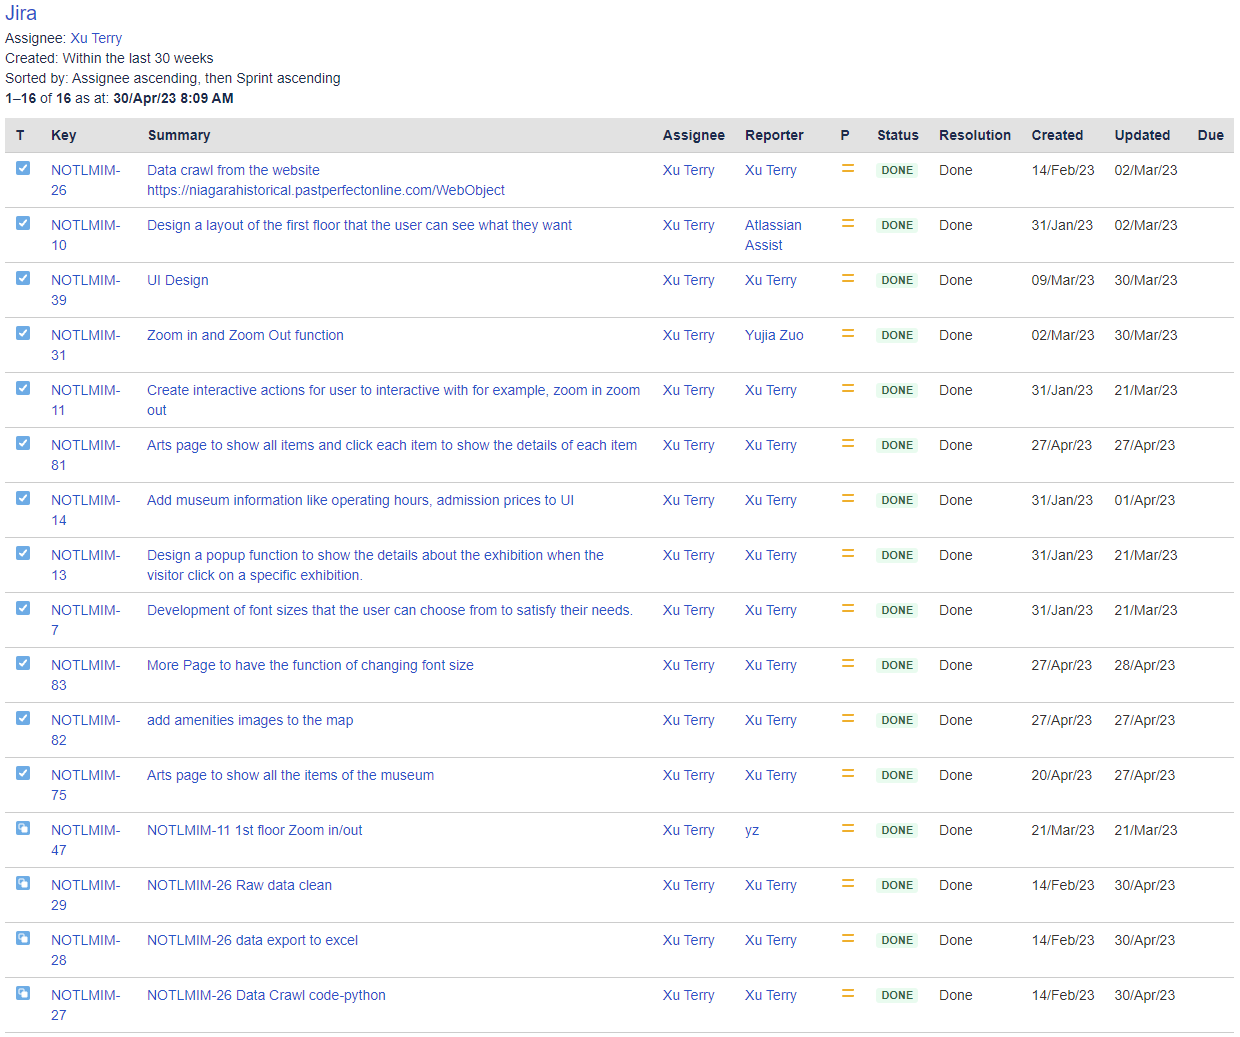 Jira
Assignee: Xu Terry
Created: Within the last 30 weeks
Sorted by: Assignee ascending, then Sprint ascending
1–16 of 16 as at: 30/Apr/23 8:09 AM
T Key Summary Assignee Reporter P Status Resolution Created Updated Due
NOTLMIM- Data crawl from the website Xu Terry Xu Terry DONE Done 14/Feb/23 02/Mar/23
26 https://niagarahistorical.pastperfectonline.com/WebObject
NOTLMIM- Design a layout of the first floor that the user can see what they want Xu Terry Atlassian DONE Done 31/Jan/23 02/Mar/23
10 Assist
NOTLMIM- UI Design Xu Terry Xu Terry DONE Done 09/Mar/23 30/Mar/23
39
NOTLMIM- Zoom in and Zoom Out function Xu Terry Yujia Zuo DONE Done 02/Mar/23 30/Mar/23
31
NOTLMIM- Create interactive actions for user to interactive with for example, zoom in zoom Xu Terry Xu Terry DONE Done 31/Jan/23 21/Mar/23
11 out
NOTLMIM- Arts page to show all items and click each item to show the details of each item Xu Terry Xu Terry DONE Done 27/Apr/23 27/Apr/23
81
NOTLMIM- Add museum information like operating hours, admission prices to UI Xu Terry Xu Terry DONE Done 31/Jan/23 01/Apr/23
14
NOTLMIM- Design a popup function to show the details about the exhibition when the Xu Terry Xu Terry DONE Done 31/Jan/23 21/Mar/23
13 visitor click on a specific exhibition.
NOTLMIM- Development of font sizes that the user can choose from to satisfy their needs. Xu Terry Xu Terry DONE Done 31/Jan/23 21/Mar/23
7
NOTLMIM- More Page to have the function of changing font size Xu Terry Xu Terry DONE Done 27/Apr/23 28/Apr/23
83
NOTLMIM- add amenities images to the map Xu Terry Xu Terry DONE Done 27/Apr/23 27/Apr/23
82
NOTLMIM- Arts page to show all the items of the museum Xu Terry Xu Terry DONE Done 20/Apr/23 27/Apr/23
75
NOTLMIM- NOTLMIM-11 1st floor Zoom in/out Xu Terry yz DONE Done 21/Mar/23 21/Mar/23
47
NOTLMIM- NOTLMIM-26 Raw data clean Xu Terry Xu Terry DONE Done 14/Feb/23 30/Apr/23
29
NOTLMIM- NOTLMIM-26 data export to excel Xu Terry Xu Terry DONE Done 14/Feb/23 30/Apr/23
28
NOTLMIM- NOTLMIM-26 Data Crawl code-python Xu Terry Xu Terry DONE Done 14/Feb/23 30/Apr/23
27